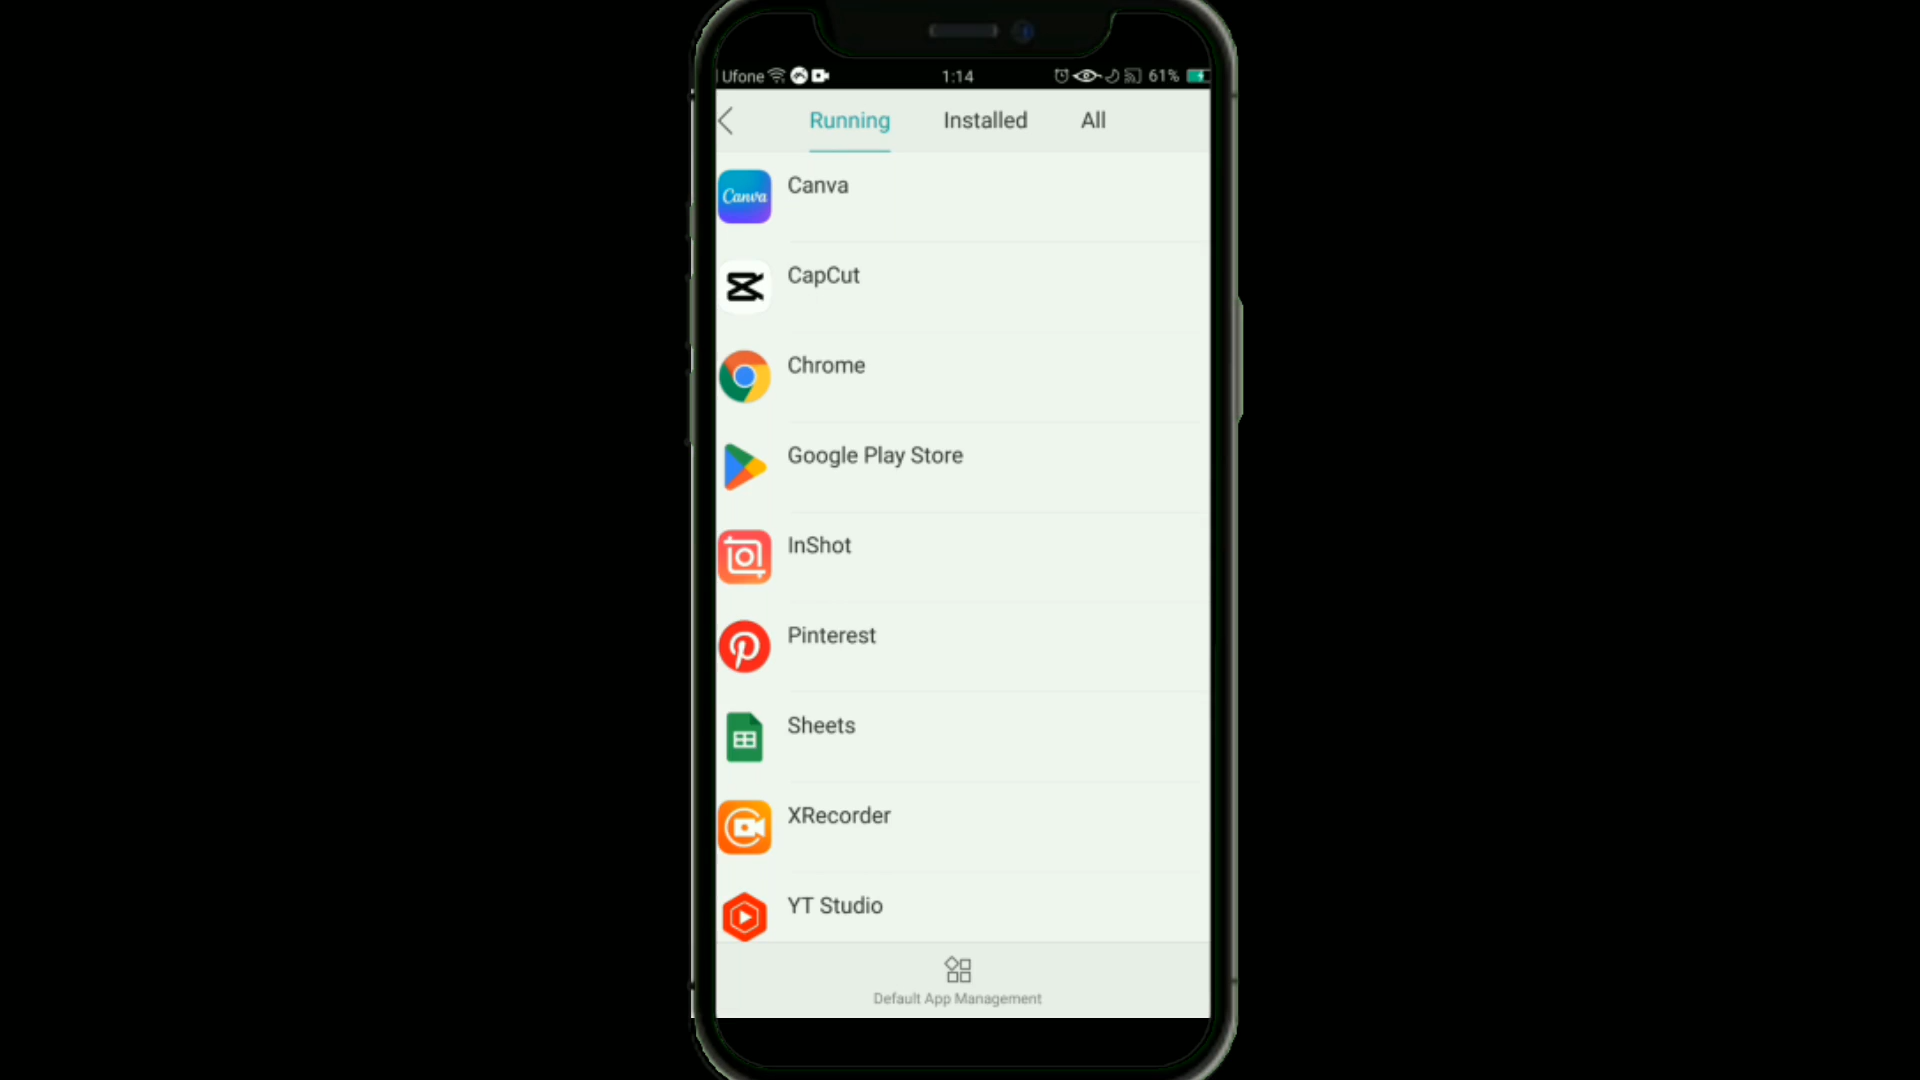 Ufone 1:14 61%
Running Installed All
Canva
Canva
CapCut
Chrome
Google Play Store
InShot
Pinterest
Sheets
XRecorder
YT Studio
Default App Management